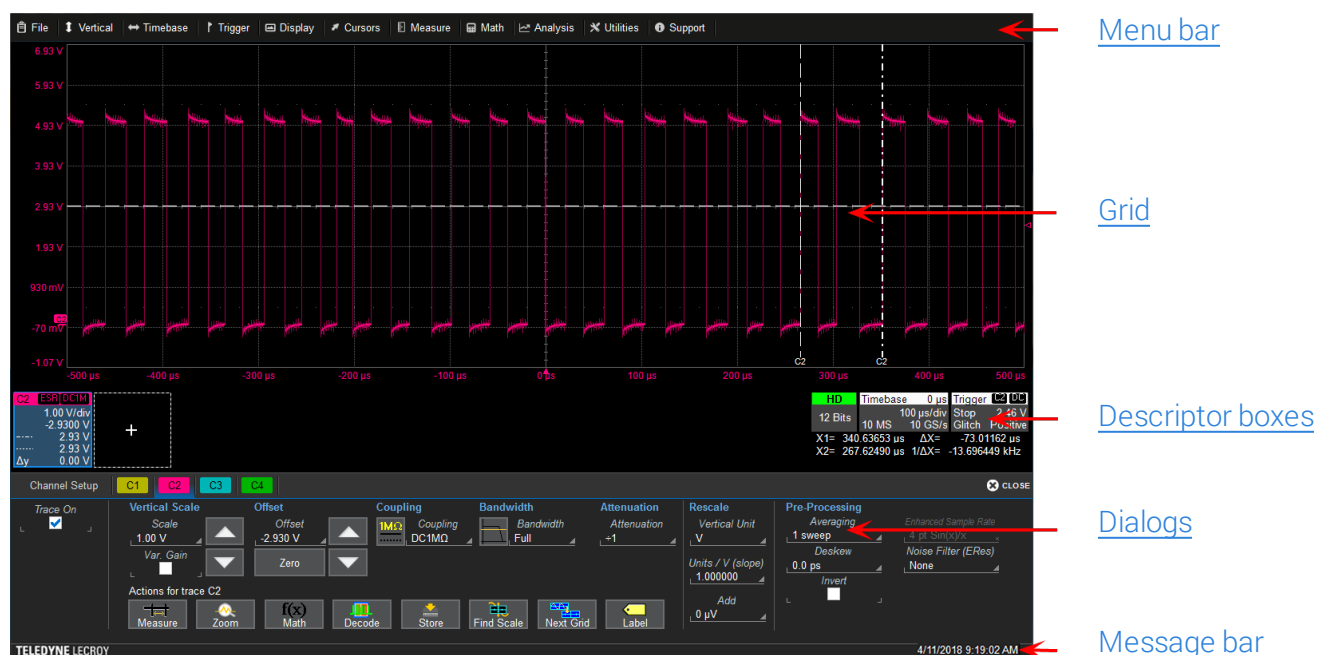 File Vertical Timebase Trigger Display Cursors Measure Math Analysis Utilities Support
Menu bar
6.93 V
5.93 V
4.93 V
3.93 V
2.93 V
1.93 V
930 mV
C2
-70 mV
-1.07 V
Grid
C2 C2
-500 µs -400 µs -300 µs -200 µs -100 µs 0 µs 100 µs 200 µs 300 µs 400 µs 500 µs
C2 ESR DC1M
1.00 V/div
-2.9300 V
2.93 V
2.93 V
Δy 0.00 V
+
HD
12 Bits
Timebase 0 µs
100 µs/div
10 MS 10 GS/s
Trigger C2 DC
Stop 2.46 V
Glitch Positive
X1= 340.63653 µs ΔX= -73.01162 µs
X2= 267.62490 µs 1/ΔX= -13.696449 kHz
Descriptor boxes
Channel Setup C1 C2 C3 C4 CLOSE
Trace On
Vertical Scale
Scale
1.00 V
Var. Gain
Offset
Offset
-2.930 V
Zero
Coupling
1MΩ
Coupling
DC1MΩ
Bandwidth
Bandwidth
Full
Attenuation
Attenuation
÷1
Rescale
Vertical Unit
V
Units / V (slope)
1.000000
Add
0 µV
Pre-Processing
Averaging
1 sweep
Deskew
0.0 ps
Invert
Enhanced Sample Rate
4 pt Sin(x)/x
Noise Filter (ERes)
None
Dialogs
Actions for trace C2
Measure
Zoom
f(x)
Math
Decode
Store
Find Scale
Next Grid
Label
TELEDYNE LECROY
4/11/2018 9:19:02 AM
Message bar